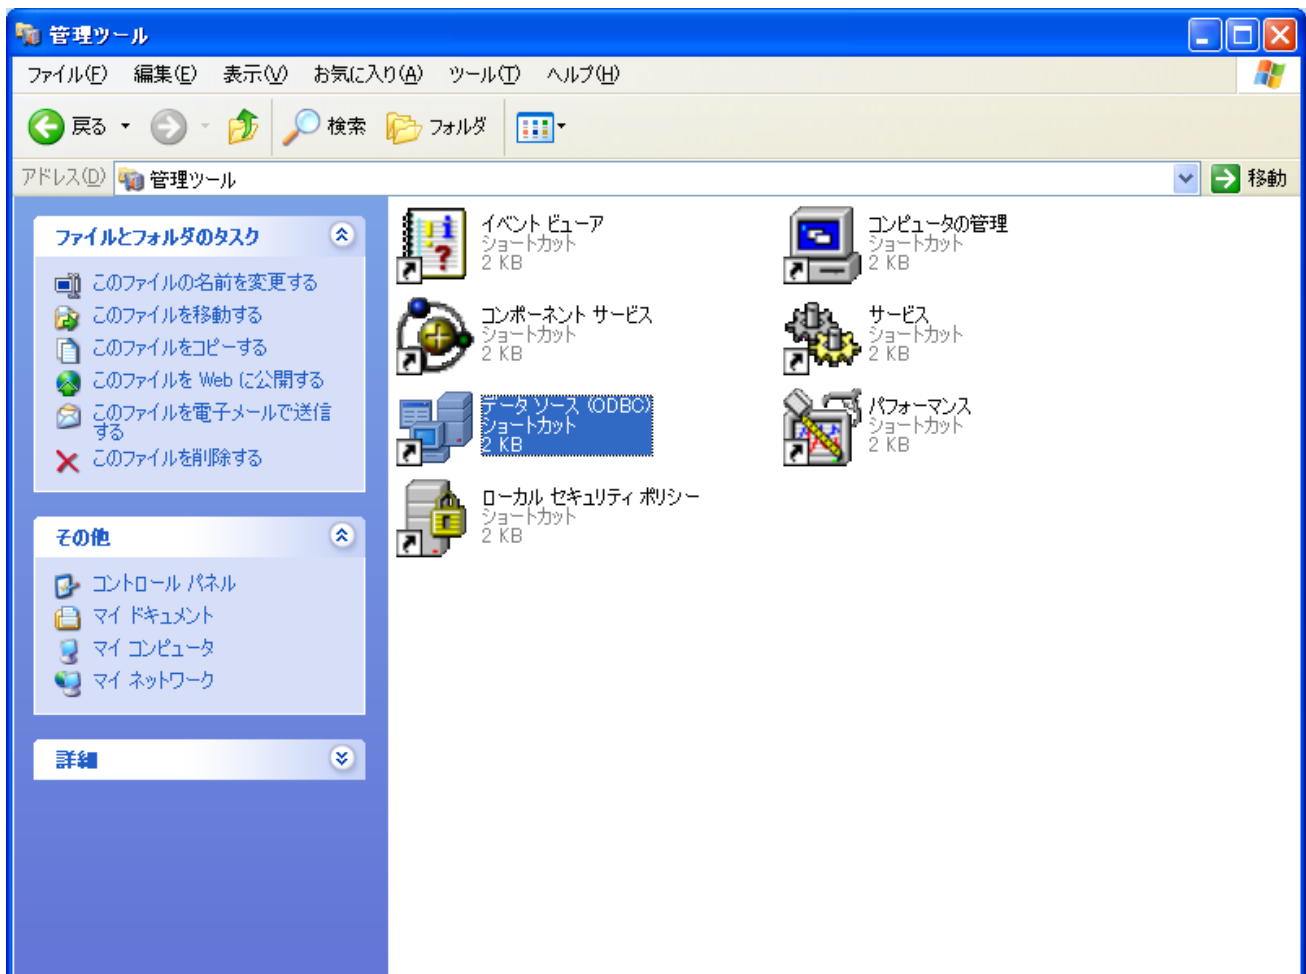 管理ツール
ファイル(F) 編集(E) 表示(V) お気に入り(A) ツール(T) ヘルプ(H)
戻る 検索 フォルダ
アドレス(D) 管理ツール 移動
ファイルとフォルダのタスク
このファイルの名前を変更する
このファイルを移動する
このファイルをコピーする
このファイルを Web に公開する
このファイルを電子メールで送信
する
このファイルを削除する
その他
コントロール パネル
マイ ドキュメント
マイ コンピュータ
マイ ネットワーク
詳細
イベント ビューア
ショートカット
2 KB
コンピュータの管理
ショートカット
2 KB
コンポーネント サービス
ショートカット
2 KB
サービス
ショートカット
2 KB
データ ソース (ODBC)
ショートカット
2 KB
パフォーマンス
ショートカット
2 KB
ローカル セキュリティ ポリシー
ショートカット
2 KB